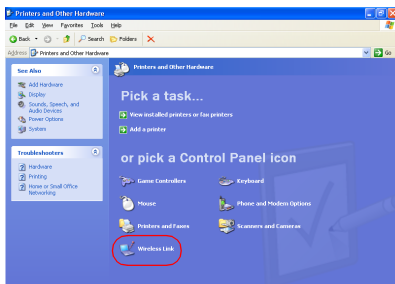 Printers and Other Hardware
File Edit View Favorites Tools Help
Back Search Folders
Address Printers and Other Hardware Go
See Also
Add Hardware
Display
Sounds, Speech, and
Audio Devices
Power Options
System
Troubleshooters
Hardware
Printing
Home or Small Office
Networking
Printers and Other Hardware
Pick a task...
View installed printers or fax printers
Add a printer
or pick a Control Panel icon
Game Controllers
Keyboard
Mouse
Phone and Modem Options
Printers and Faxes
Scanners and Cameras
Wireless Link